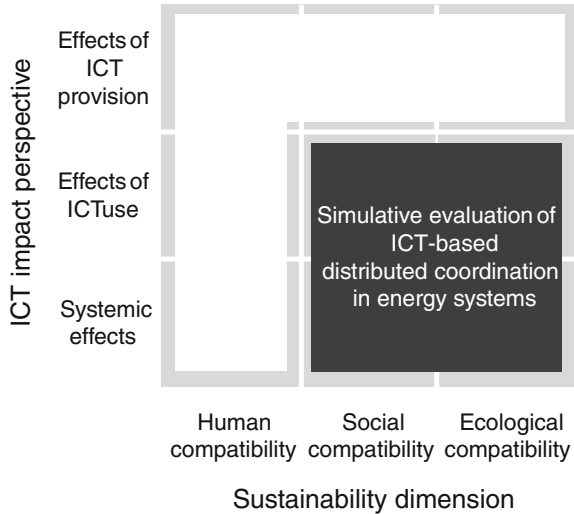 Effects of
ICT
provision
Effects of
ICTuse
Systemic
effects
ICT impact perspective
Simulative evaluation of
ICT-based
distributed coordination
in energy systems
Human
compatibility
Social
compatibility
Ecological
compatibility
Sustainability dimension